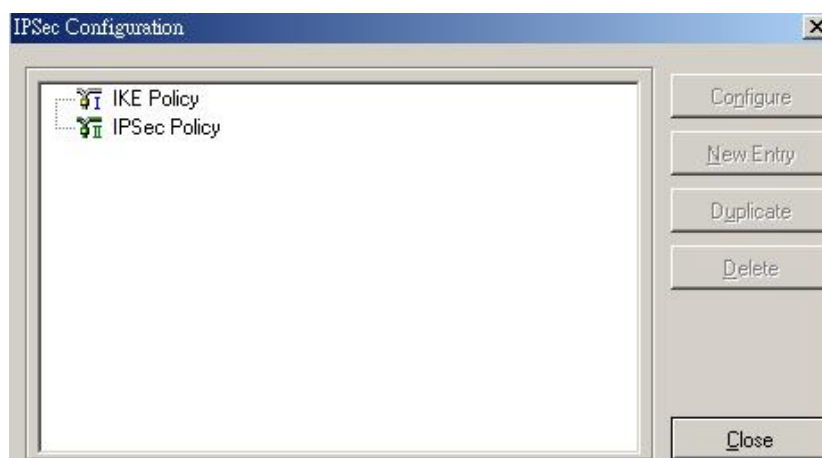 IPSec Configuration
IKE Policy
IPSec Policy
Configure
New Entry
Duplicate
Delete
Close